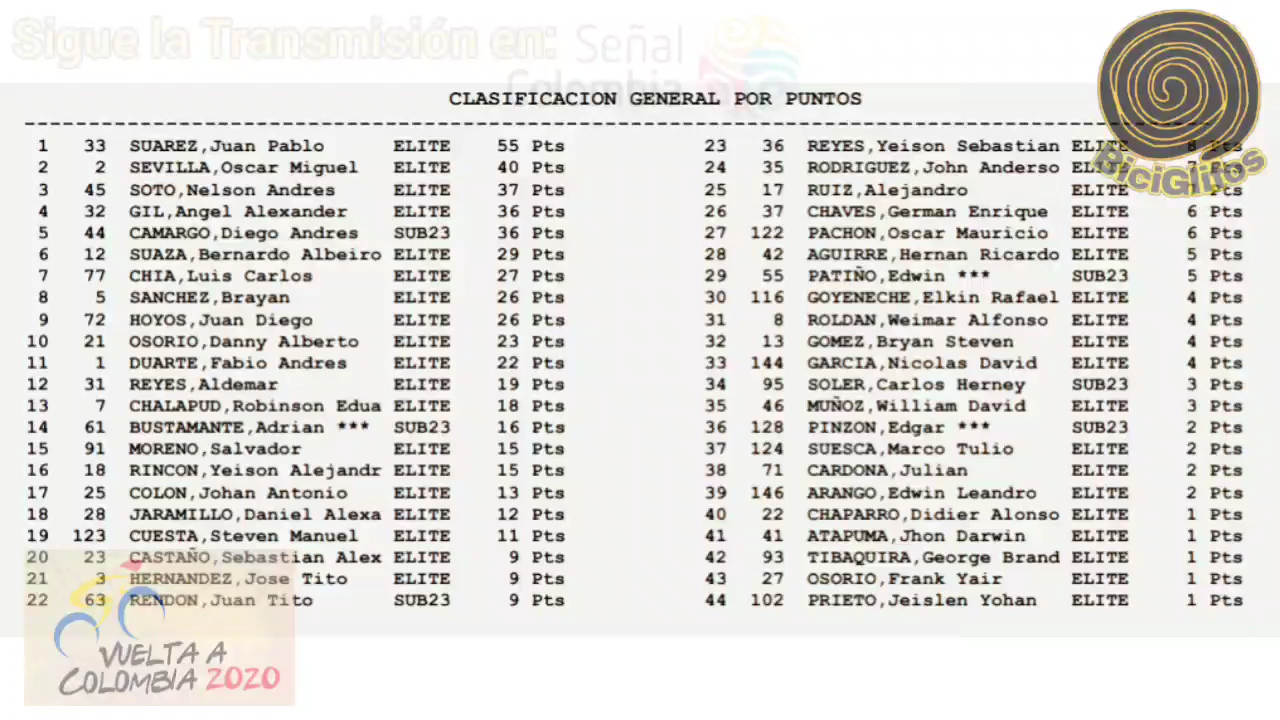 Sigue la Transmisión en: Señal
Colombia
CLASIFICACION GENERAL POR PUNTOS
1 33 SUAREZ,Juan Pablo ELITE 55 Pts
2 2 SEVILLA,Oscar Miguel ELITE 40 Pts
3 45 SOTO,Nelson Andres ELITE 37 Pts
4 32 GIL,Angel Alexander ELITE 36 Pts
5 44 CAMARGO,Diego Andres SUB23 36 Pts
6 12 SUAZA,Bernardo Albeiro ELITE 29 Pts
7 77 CHIA,Luis Carlos ELITE 27 Pts
8 5 SANCHEZ,Brayan ELITE 26 Pts
9 72 HOYOS,Juan Diego ELITE 26 Pts
10 21 OSORIO,Danny Alberto ELITE 23 Pts
11 1 DUARTE,Fabio Andres ELITE 22 Pts
12 31 REYES,Aldemar ELITE 19 Pts
13 7 CHALAPUD,Robinson Edua ELITE 18 Pts
14 61 BUSTAMANTE,Adrian *** SUB23 16 Pts
15 91 MORENO,Salvador ELITE 15 Pts
16 18 RINCON,Yeison Alejandr ELITE 15 Pts
17 25 COLON,Johan Antonio ELITE 13 Pts
18 28 JARAMILLO,Daniel Alexa ELITE 12 Pts
19 123 CUESTA,Steven Manuel ELITE 11 Pts
20 23 CASTAÑO,Sebastian Alex ELITE 9 Pts
21 3 HERNANDEZ,Jose Tito ELITE 9 Pts
22 63 RENDON,Juan Tito SUB23 9 Pts
23 36 REYES,Yeison Sebastian ELITE 8 Pts
24 35 RODRIGUEZ,John Anderso ELITE
25 17 RUIZ,Alejandro ELITE Pts
26 37 CHAVES,German Enrique ELITE 6 Pts
27 122 PACHON,Oscar Mauricio ELITE 6 Pts
28 42 AGUIRRE,Hernan Ricardo ELITE 5 Pts
29 55 PATIÑO,Edwin *** SUB23 5 Pts
30 116 GOYENECHE,Elkin Rafael ELITE 4 Pts
31 8 ROLDAN,Weimar Alfonso ELITE 4 Pts
32 13 GOMEZ,Bryan Steven ELITE 4 Pts
33 144 GARCIA,Nicolas David ELITE 4 Pts
34 95 SOLER,Carlos Herney SUB23 3 Pts
35 46 MUÑOZ,William David ELITE 3 Pts
36 128 PINZON,Edgar *** SUB23 2 Pts
37 124 SUESCA,Marco Tulio ELITE 2 Pts
38 71 CARDONA,Julian ELITE 2 Pts
39 146 ARANGO,Edwin Leandro ELITE 2 Pts
40 22 CHAPARRO,Didier Alonso ELITE 1 Pts
41 41 ATAPUMA,Jhon Darwin ELITE 1 Pts
42 93 TIBAQUIRA,George Brand ELITE 1 Pts
43 27 OSORIO,Frank Yair ELITE 1 Pts
44 102 PRIETO,Jeislen Yohan ELITE 1 Pts
BiciGlifos
VUELTA A
COLOMBIA 2020